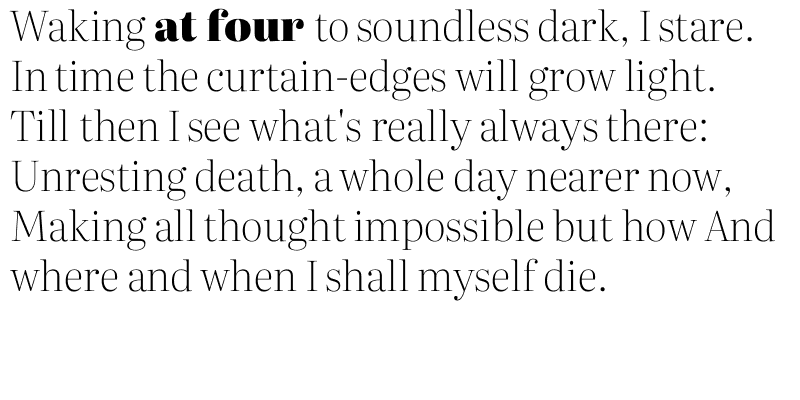 Waking at four to soundless dark, I stare.
In time the curtain-edges will grow light.
Till then I see what's really always there:
Unresting death, a whole day nearer now,
Making all thought impossible but how And
where and when I shall myself die.